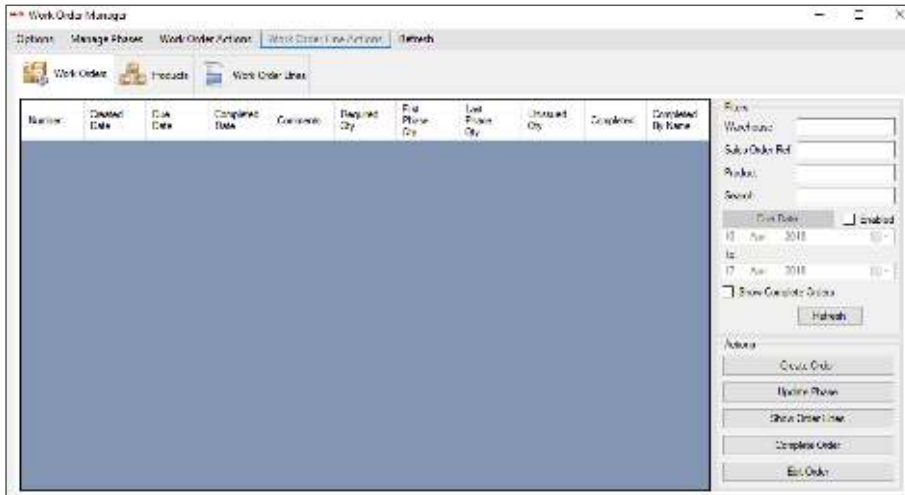 Work Order Manager
Options Manage Phases Work Order Actions Work Order Line Actions Refresh
Work Orders Products Work Order Lines
Number Created Date Due Date Completed Date Comments Required Qty First Phase Qty Last Phase Qty Unissued Qty Completed Completed By Name
Filters
Warehouse
Sales Order Ref
Product
Search
Due Date Enabled
10 Apr 2018
to
17 Apr 2018
Show Complete Orders
Refresh
Actions
Create Order
Update Phase
Show Order Lines
Complete Order
Edit Order